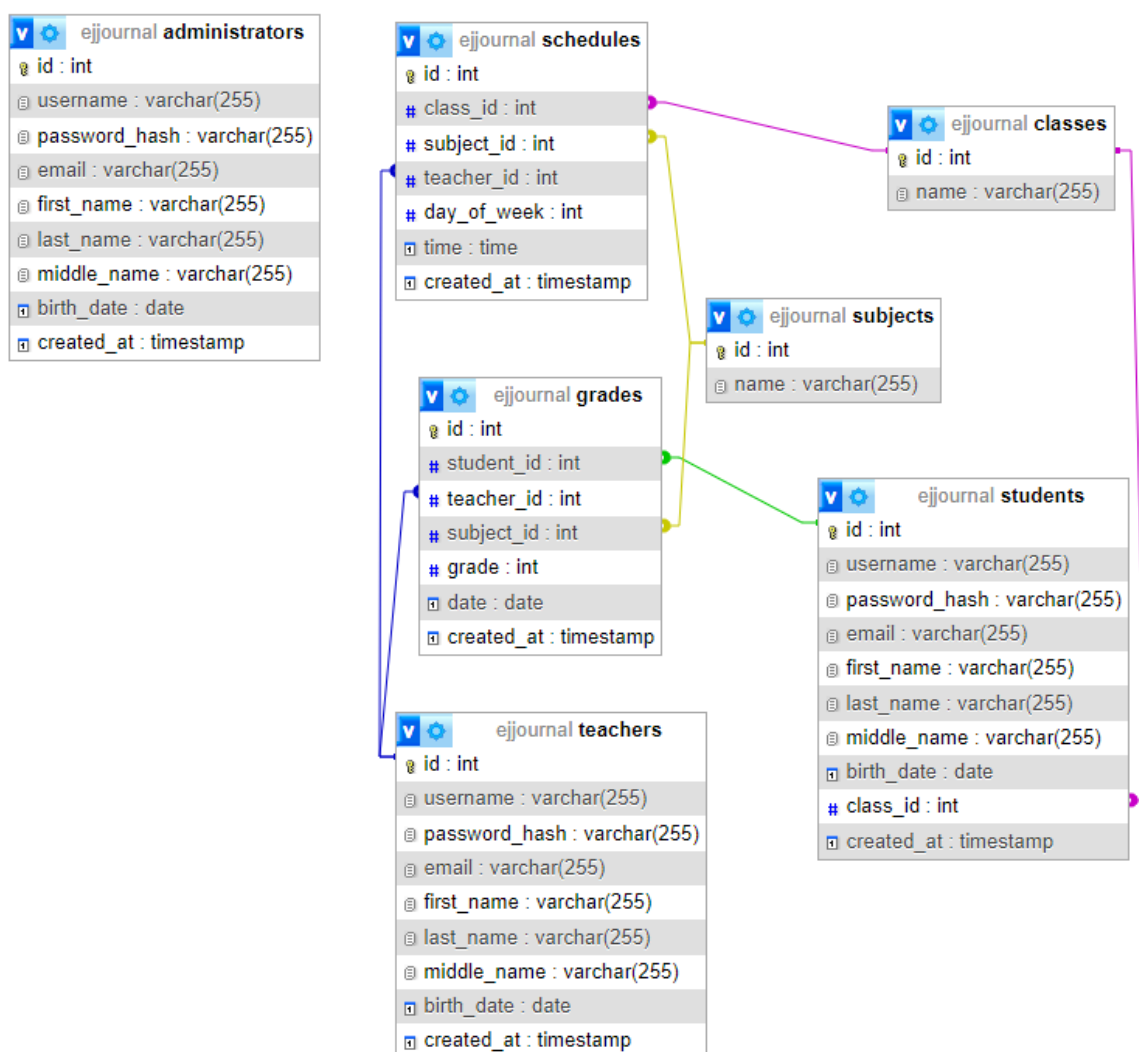 v ejjournal administrators
id : int
username : varchar(255)
password_hash : varchar(255)
email : varchar(255)
first_name : varchar(255)
last_name : varchar(255)
middle_name : varchar(255)
birth_date : date
created_at : timestamp
v ejjournal schedules
id : int
# class_id : int
# subject_id : int
# teacher_id : int
# day_of_week : int
time : time
created_at : timestamp
v ejjournal classes
id : int
name : varchar(255)
v ejjournal subjects
id : int
name : varchar(255)
v ejjournal grades
id : int
# student_id : int
# teacher_id : int
# subject_id : int
# grade : int
date : date
created_at : timestamp
v ejjournal students
id : int
username : varchar(255)
password_hash : varchar(255)
email : varchar(255)
first_name : varchar(255)
last_name : varchar(255)
middle_name : varchar(255)
birth_date : date
# class_id : int
created_at : timestamp
v ejjournal teachers
id : int
username : varchar(255)
password_hash : varchar(255)
email : varchar(255)
first_name : varchar(255)
last_name : varchar(255)
middle_name : varchar(255)
birth_date : date
created_at : timestamp